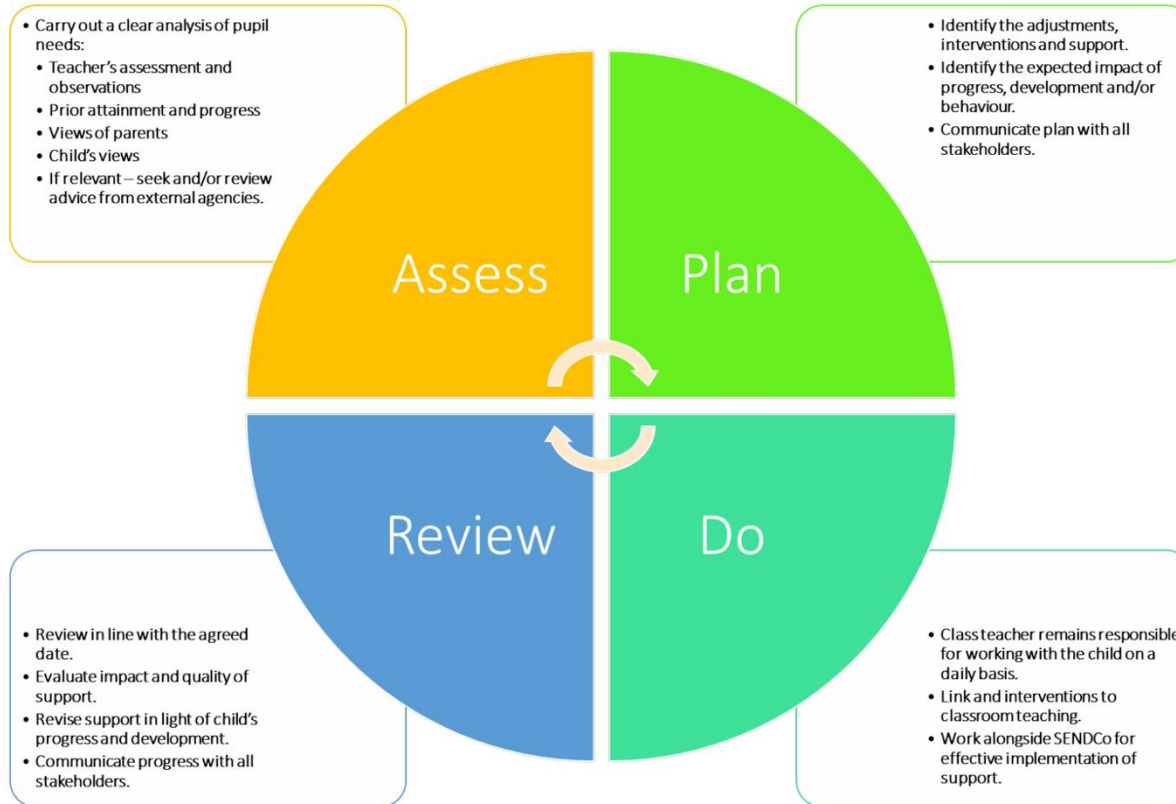 • Carry out a clear analysis of pupil
needs:
• Teacher's assessment and
observations
• Prior attainment and progress
• Views of parents
• Child's views
• If relevant – seek and/or review
advice from external agencies.
• Identify the adjustments,
interventions and support.
• Identify the expected impact of
progress, development and/or
behaviour.
• Communicate plan with all
stakeholders.
Assess
Plan
Review
Do
• Review in line with the agreed
date.
• Evaluate impact and quality of
support.
• Revise support in light of child's
progress and development.
• Communicate progress with all
stakeholders.
• Class teacher remains responsible
for working with the child on a
daily basis.
• Link and interventions to
classroom teaching.
• Work alongside SENDCo for
effective implementation of
support.